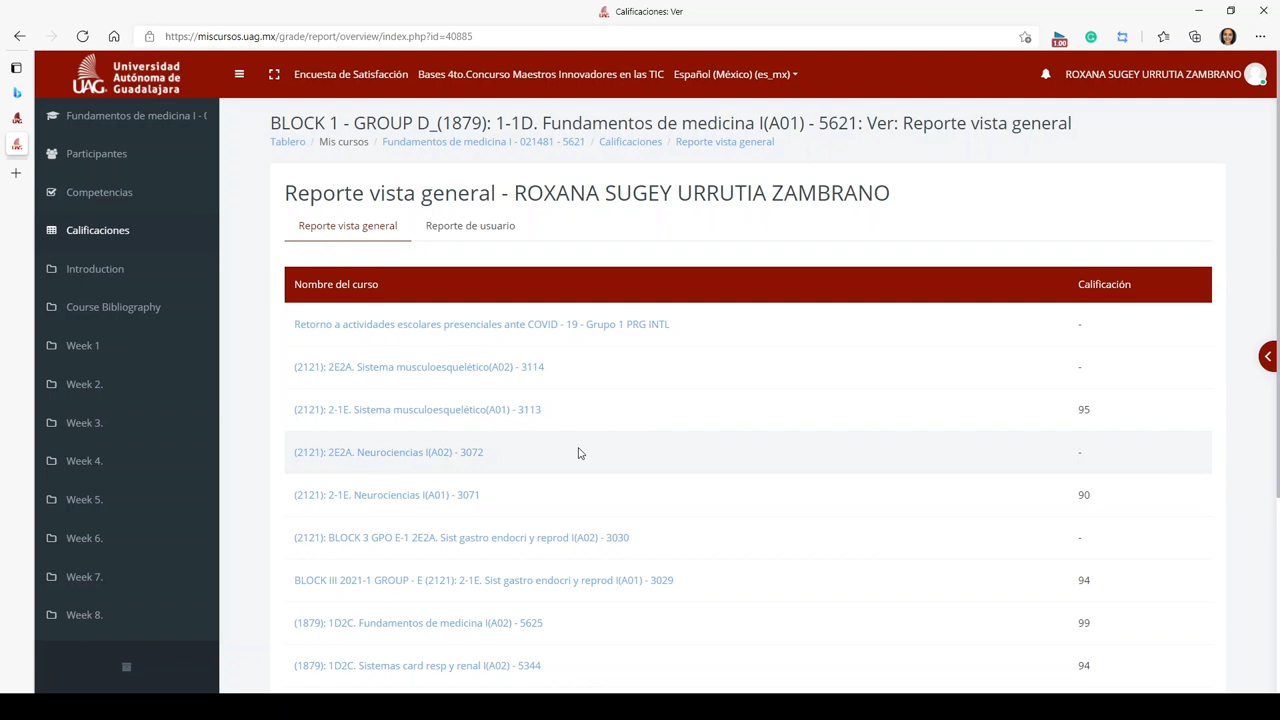 Calificaciones: Ver
https://miscursos.uag.mx/grade/report/overview/index.php?id=40885
1.00
Universidad
Autónoma de
Guadalajara
UAG
Encuesta de Satisfacción
Bases 4to.Concurso Maestros Innovadores en las TIC
Español (México) (es_mx)
ROXANA SUGEY URRUTIA ZAMBRANO
Fundamentos de medicina I - 0
Participantes
Competencias
Calificaciones
Introduction
Course Bibliography
Week 1
Week 2.
Week 3.
Week 4.
Week 5.
Week 6.
Week 7.
Week 8.
BLOCK 1 - GROUP D_(1879): 1-1D. Fundamentos de medicina I(A01) - 5621: Ver: Reporte vista general
Tablero / Mis cursos / Fundamentos de medicina I - 021481 - 5621 / Calificaciones / Reporte vista general
Reporte vista general - ROXANA SUGEY URRUTIA ZAMBRANO
Reporte vista general
Reporte de usuario
Nombre del curso Calificación
Retorno a actividades escolares presenciales ante COVID - 19 - Grupo 1 PRG INTL -
(2121): 2E2A. Sistema musculoesquelético(A02) - 3114 -
(2121): 2-1E. Sistema musculoesquelético(A01) - 3113 95
(2121): 2E2A. Neurociencias I(A02) - 3072 -
(2121): 2-1E. Neurociencias I(A01) - 3071 90
(2121): BLOCK 3 GPO E-1 2E2A. Sist gastro endocri y reprod I(A02) - 3030 -
BLOCK III 2021-1 GROUP - E (2121): 2-1E. Sist gastro endocri y reprod I(A01) - 3029 94
(1879): 1D2C. Fundamentos de medicina I(A02) - 5625 99
(1879): 1D2C. Sistemas card resp y renal I(A02) - 5344 94